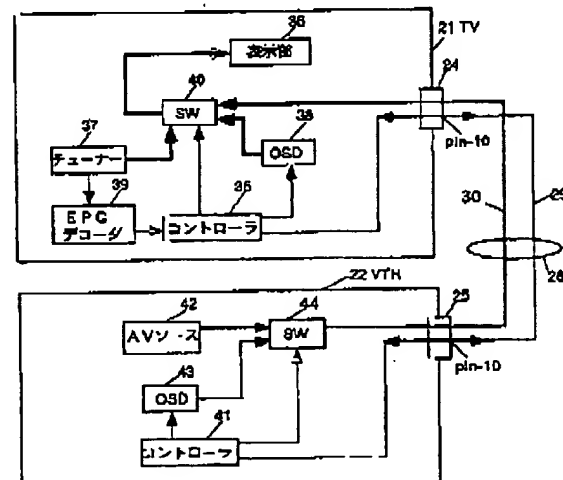 36
21 TV
表示部
24
40
SW
38
37
OSD
チューナー
pin-10
39
35
EPG
デコーダ
コントローラ
30
29
28
22 VTR
25
42
44
AVソース
SW
43
pin-10
OSD
41
コントローラ